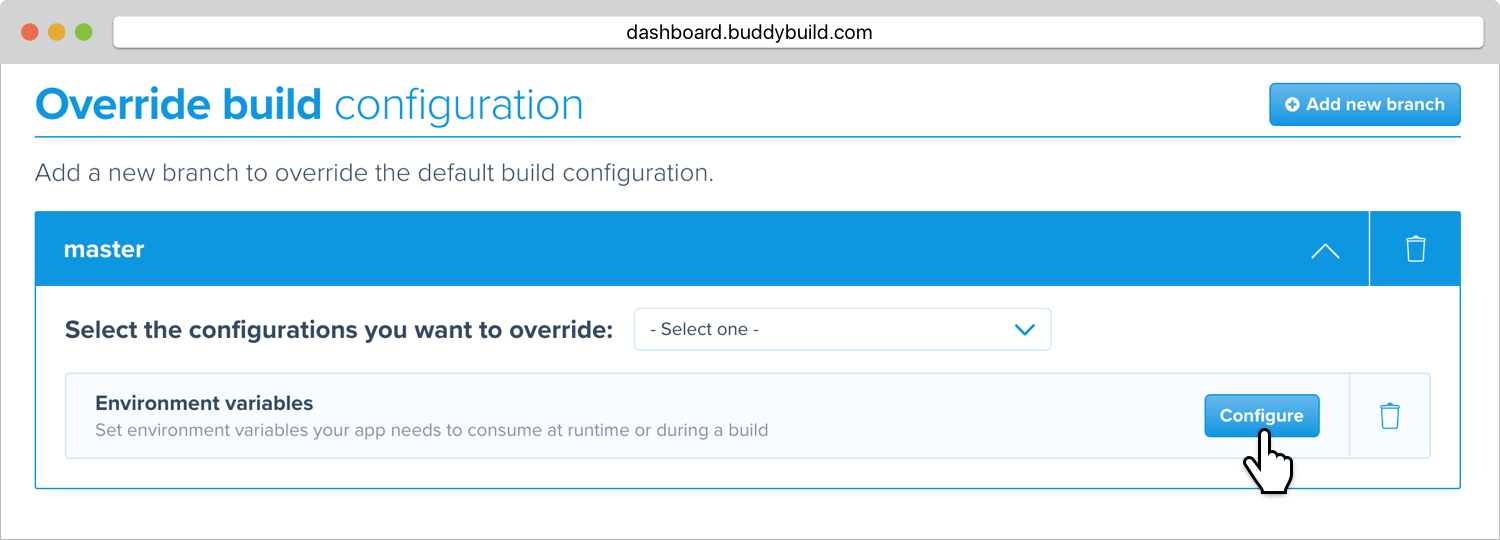 dashboard.buddybuild.com
Override build configuration
Add new branch
Add a new branch to override the default build configuration.
master
Select the configurations you want to override:
- Select one -
Environment variables
Set environment variables your app needs to consume at runtime or during a build
Configure